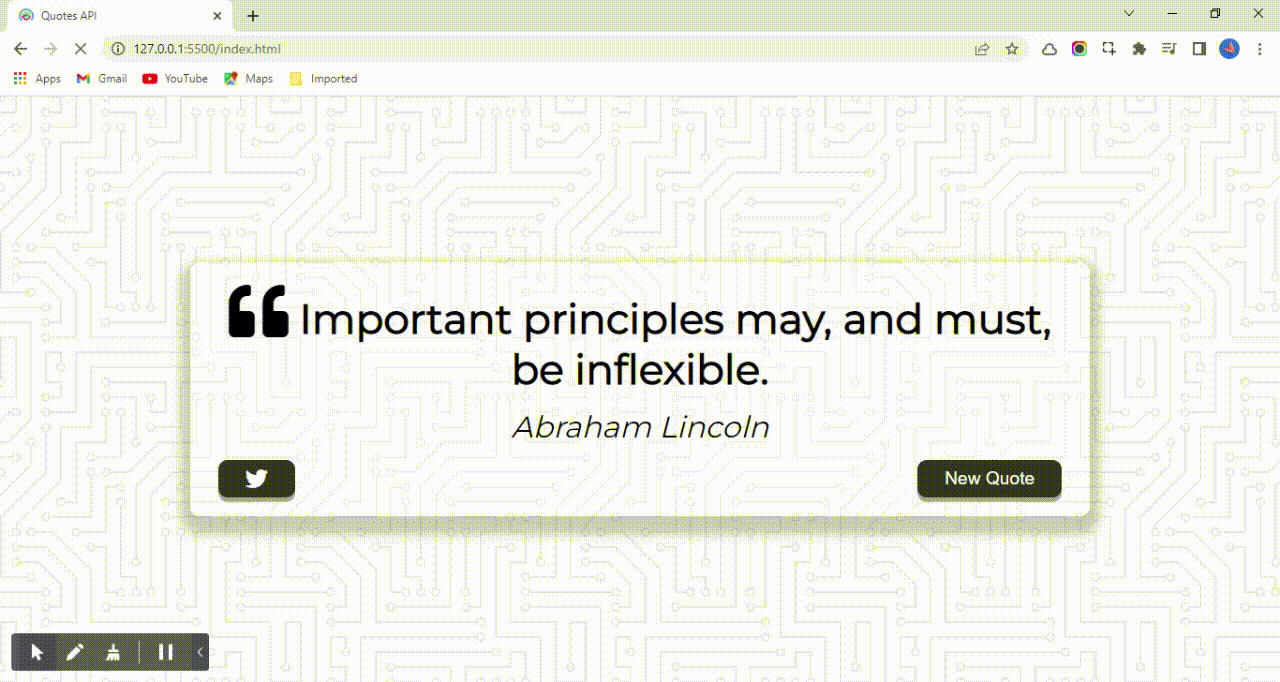 Quotes API
127.0.0.1:5500/index.html
Apps Gmail YouTube Maps Imported
Important principles may, and must,
be inflexible.
Abraham Lincoln
New Quote